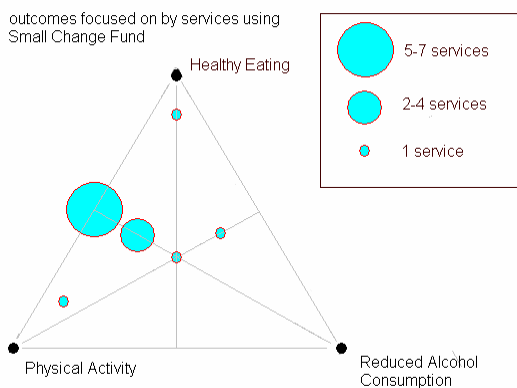 outcomes focused on by services using
Small Change Fund
Healthy Eating
5-7 services
2-4 services
1 service
Physical Activity
Reduced Alcohol
Consumption